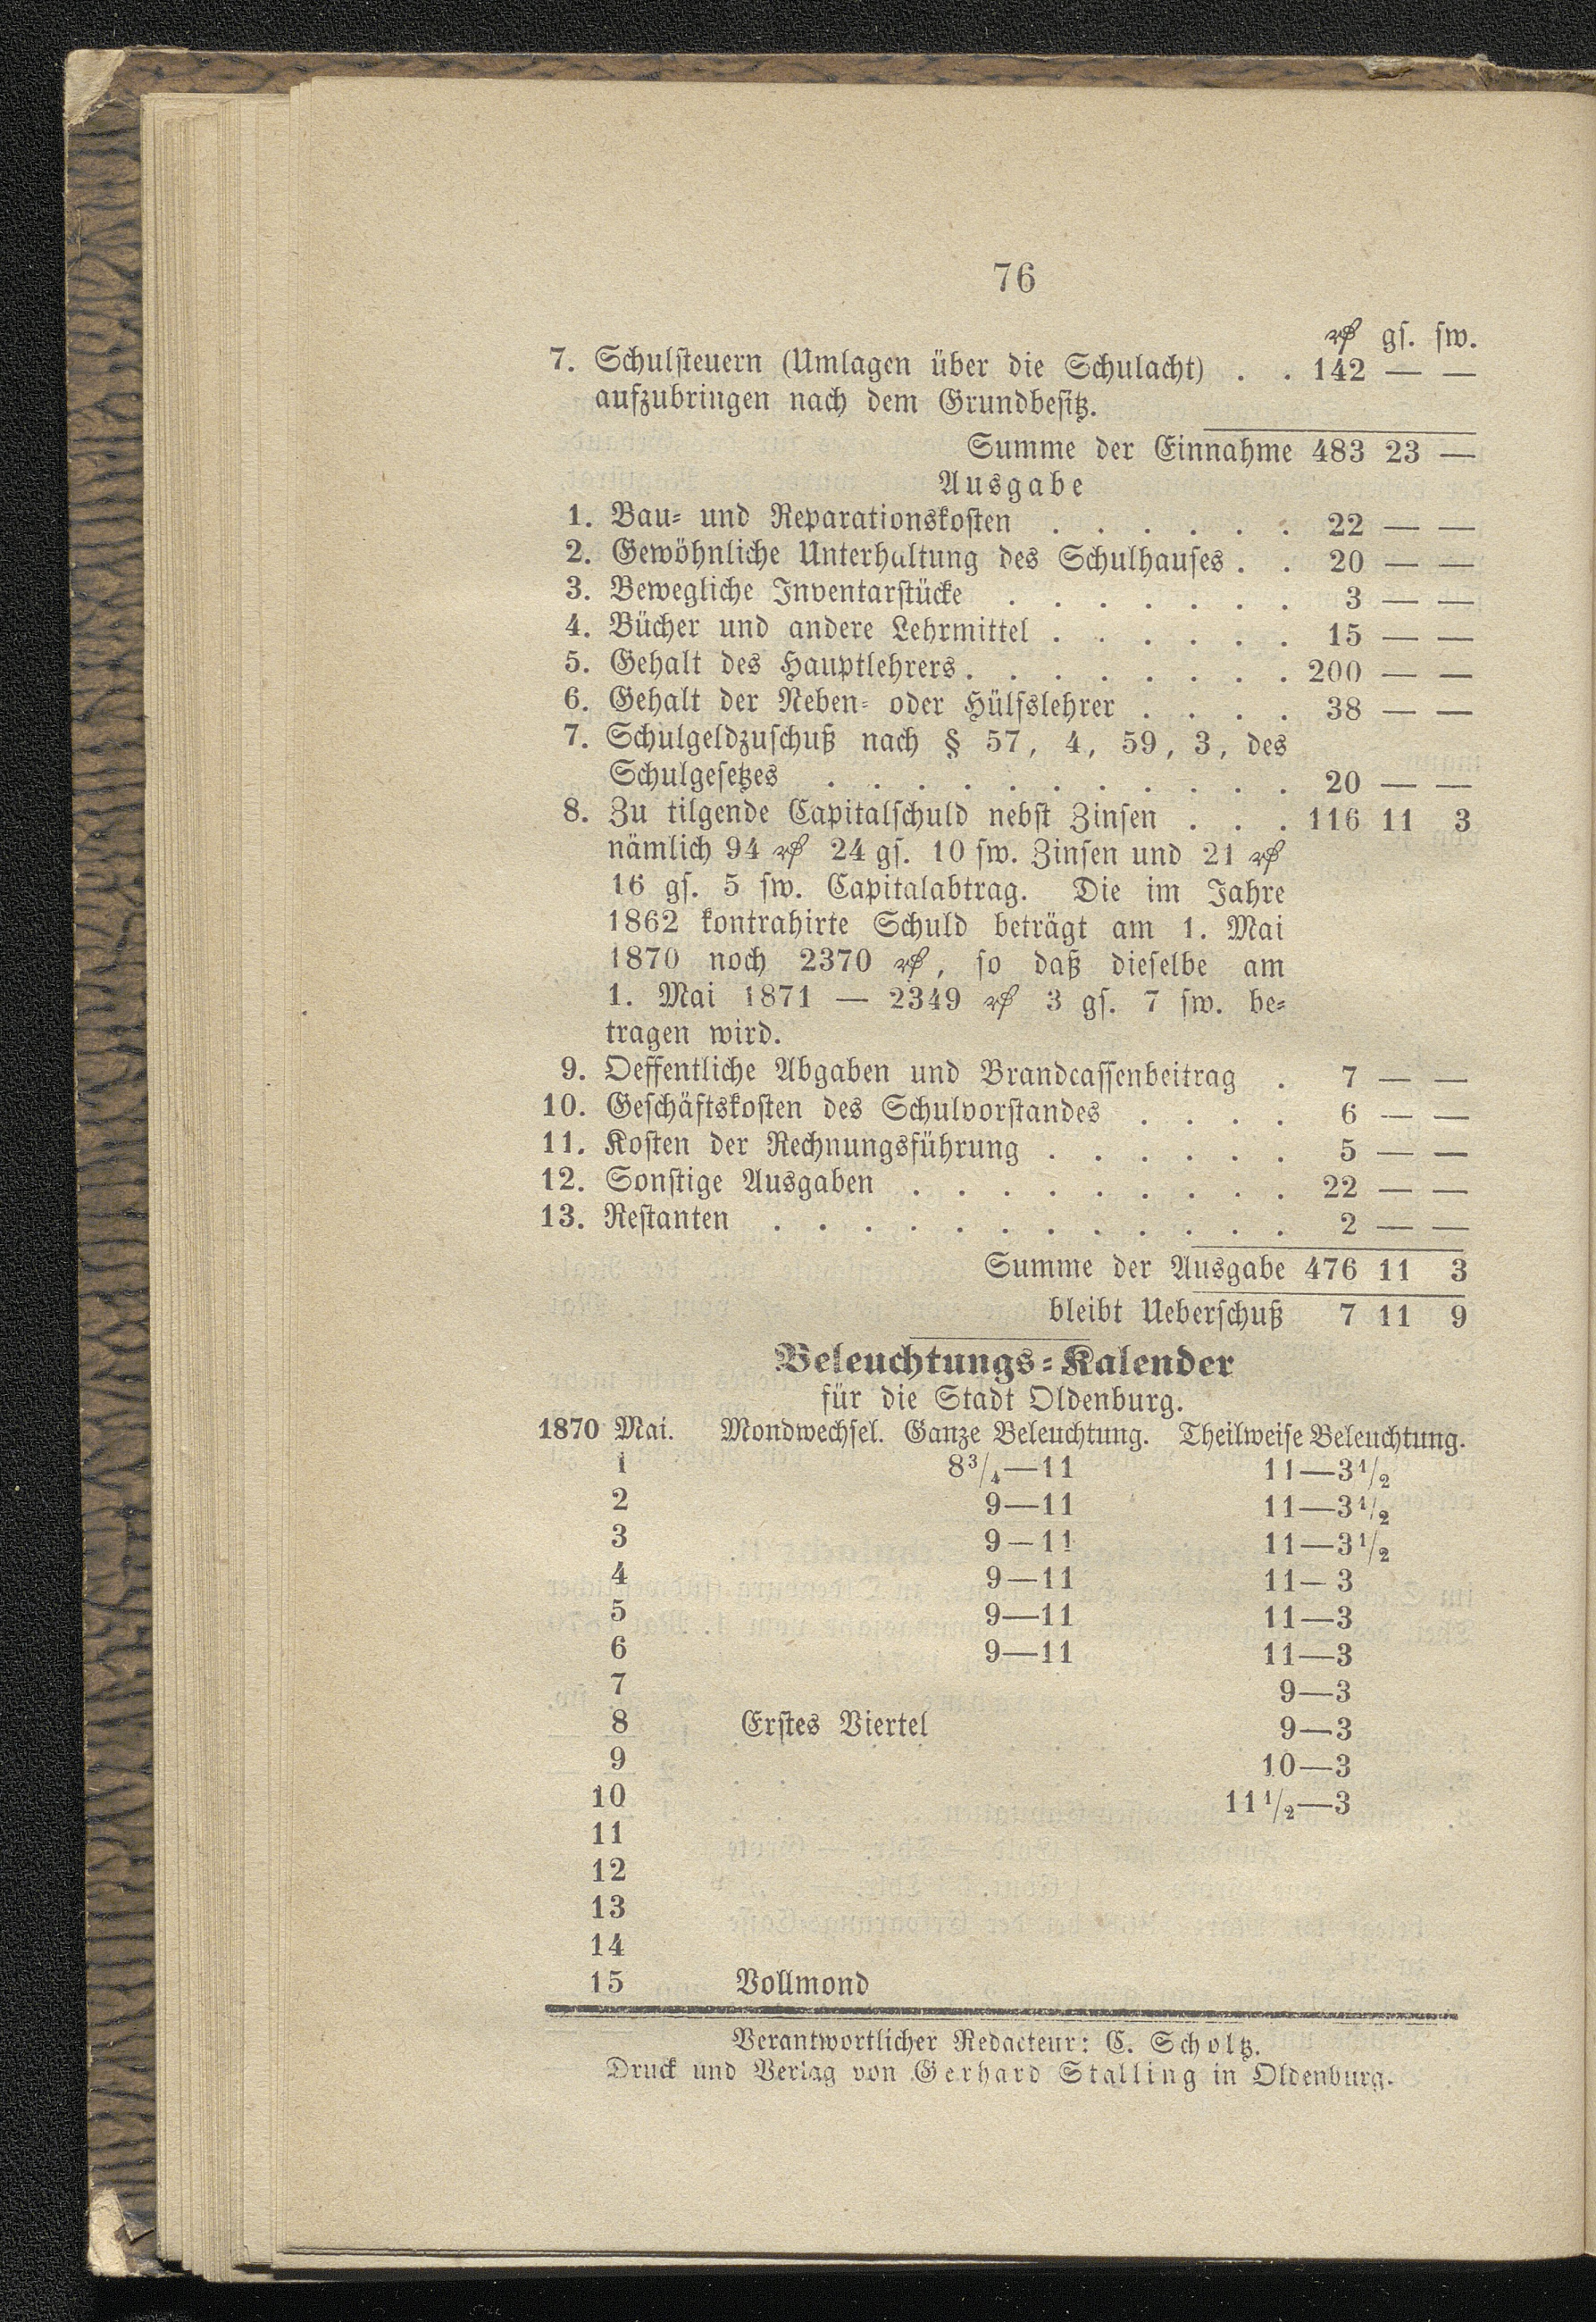 76
₰ gs. sw.
7. Schulsteuern (Umlagen über die Schulacht) . . 142 — —
aufzubringen nach dem Grundbesitz.
Summe der Einnahme 483 23 —
Ausgabe
1. Bau- und Reparationskosten . . . . . . 22 — —
2. Gewöhnliche Unterhaltung des Schulhauses . . 20 — —
3. Bewegliche Inventarstücke . . . . . . . 3 — —
4. Bücher und andere Lehrmittel . . . . . . 15 — —
5. Gehalt des Hauptlehrers . . . . . . . . 200 — —
6. Gehalt der Neben- oder Hülfslehrer . . . . 38 — —
7. Schulgeldzuschuß nach § 57, 4, 59, 3, des
Schulgesetzes . . . . . . . . . . . 20 — —
8. Zu tilgende Capitalschuld nebst Zinsen . . . 116 11 3
nämlich 94 ₰ 24 gs. 10 sw. Zinsen und 21 ₰
16 gs. 5 sw. Capitalabtrag. Die im Jahre
1862 kontrahirte Schuld beträgt am 1. Mai
1870 noch 2370 ₰, so daß dieselbe am
1. Mai 1871 — 2349 ₰ 3 gs. 7 sw. be-
tragen wird.
9. Oeffentliche Abgaben und Brandcassenbeitrag . 7 — —
10. Geschäftskosten des Schulvorstandes . . . . 6 — —
11. Kosten der Rechnungsführung . . . . . . 5 — —
12. Sonstige Ausgaben . . . . . . . . . 22 — —
13. Restanten . . . . . . . . . . . . 2 — —
Summe der Ausgabe 476 11 3
bleibt Ueberschuß 7 11 9
Beleuchtungs-Kalender
für die Stadt Oldenburg.
1870 Mai. Mondwechsel. Ganze Beleuchtung. Theilweise Beleuchtung.
1 8 3/4—11 11—3 1/2
2 9—11 11—3 1/2
3 9—11 11—3 1/2
4 9—11 11—3
5 9—11 11—3
6 9—11 11—3
7 9—3
8 Erstes Viertel 9—3
9 10—3
10 11 1/2—3
11
12
13
14
15 Vollmond
Verantwortlicher Redacteur: C. Scholtz.
Druck und Verlag von Gerhard Stalling in Oldenburg.